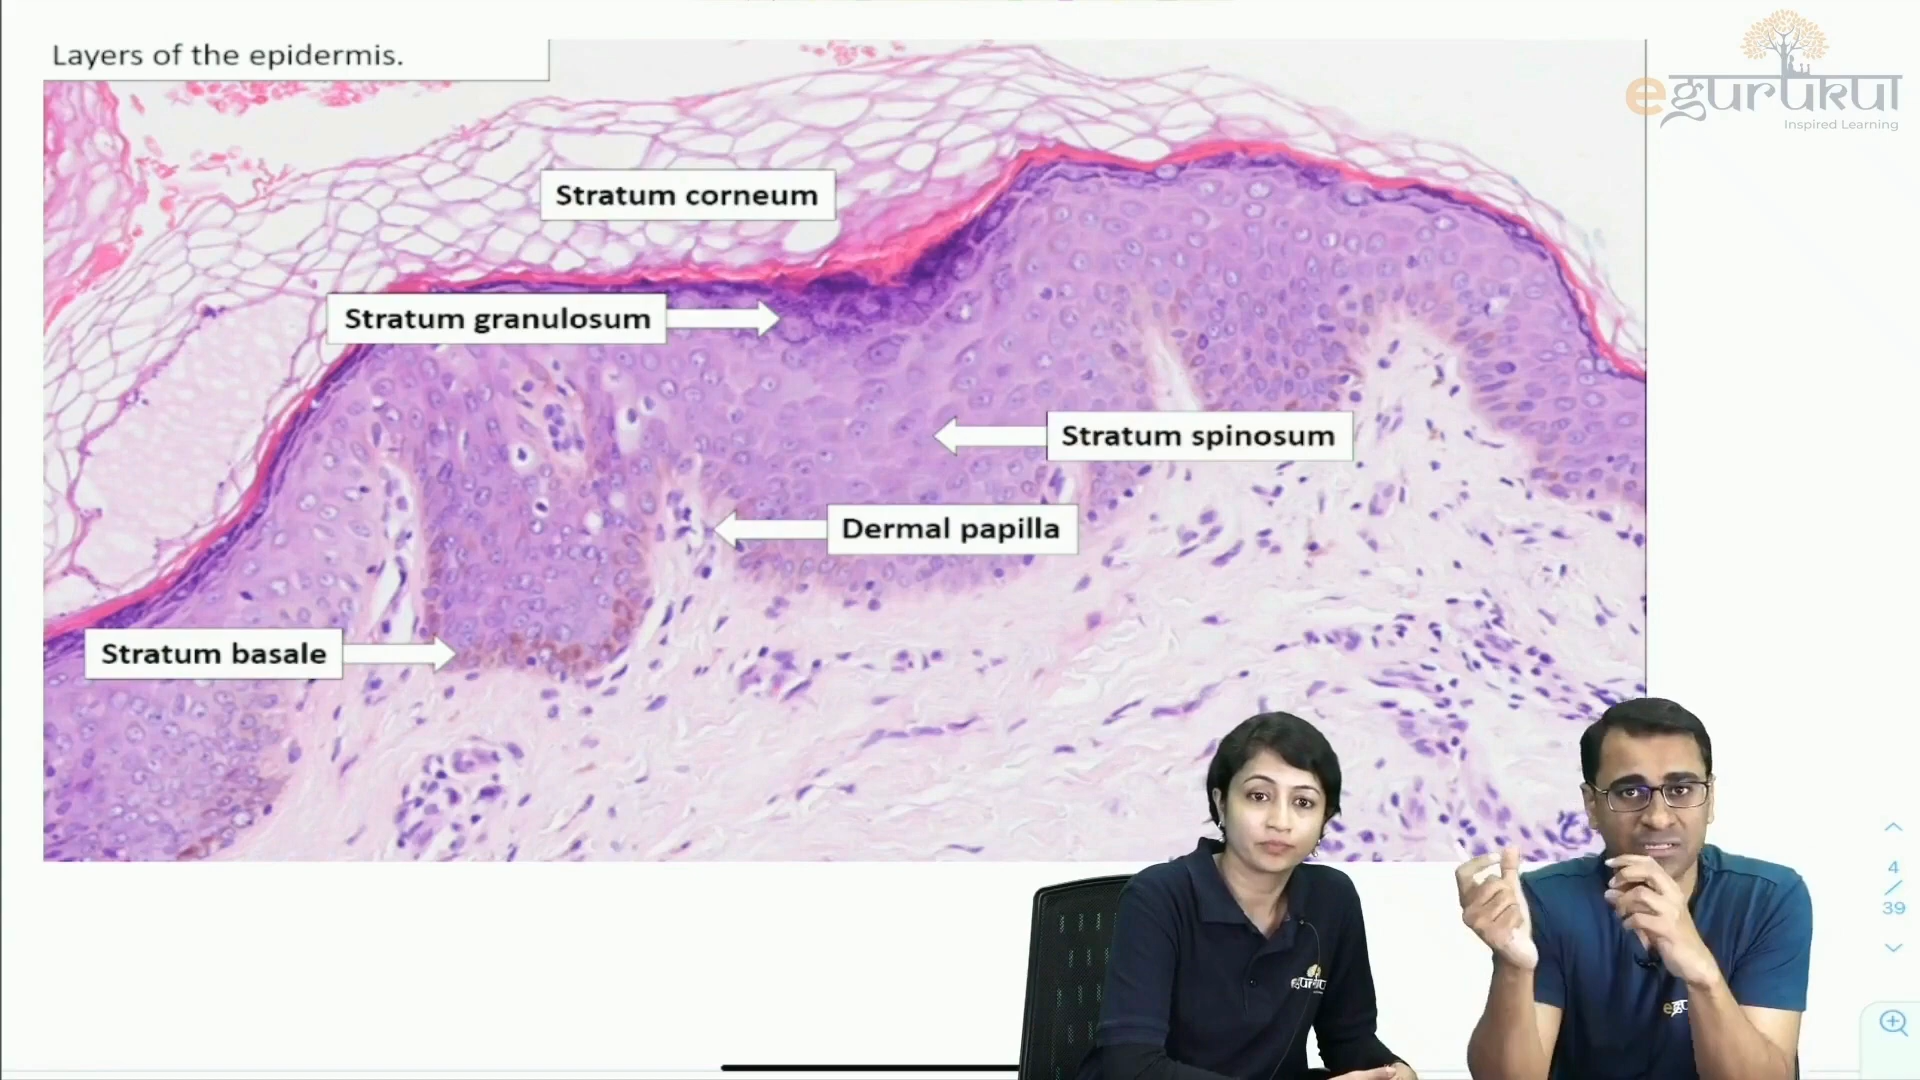 Layers of the epidermis.
egurukul
Inspired Learning
Stratum corneum
Stratum granulosum
Stratum spinosum
Dermal papilla
Stratum basale
4
/
39